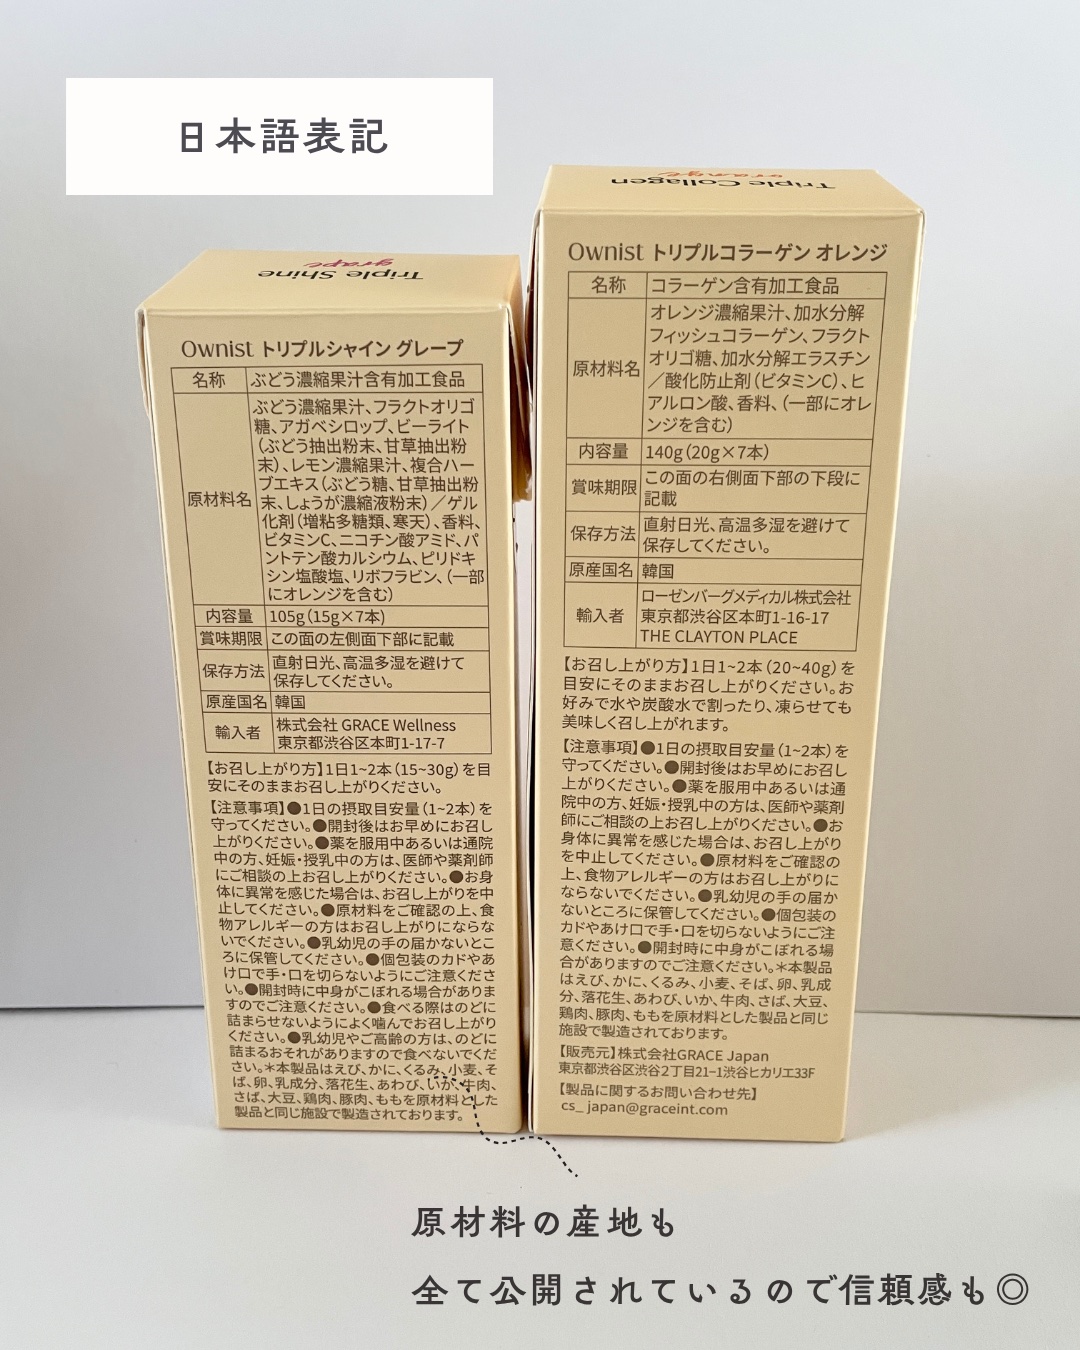 日本語表記
Triple Shine
grape
Ownist トリプルシャイン グレープ
名称 ぶどう濃縮果汁含有加工食品
原材料名
ぶどう濃縮果汁、フラクトオリゴ
糖、アガベシロップ、ビーライト
(ぶどう抽出粉末、甘草抽出粉
末)、レモン濃縮果汁、複合ハー
ブエキス(ぶどう糖、甘草抽出粉
末、しょうが濃縮液粉末)／ゲル
化剤(増粘多糖類、寒天)、香料、
ビタミンC、ニコチン酸アミド、パ
ントテン酸カルシウム、ピリドキ
シン塩酸塩、リボフラビン、(一部
にオレンジを含む)
内容量 105g(15g×7本)
賞味期限 この面の左側面下部に記載
保存方法
直射日光、高温多湿を避けて
保存してください。
原産国名 韓国
輸入者
株式会社 GRACE Wellness
東京都渋谷区本町1-17-7
【お召し上がり方】1日1~2本(15~30g)を目
安にそのままお召し上がりください。
【注意事項】●1日の摂取目安量(1~2本)を
守ってください。●開封後はお早めにお召し
上がりください。●薬を服用中あるいは通院
中の方、妊娠・授乳中の方は、医師や薬剤師
にご相談の上お召し上がりください。●お身
体に異常を感じた場合は、お召し上がりを中
止してください。●原材料をご確認の上、食
物アレルギーの方はお召し上がりにならな
いでください。●乳幼児の手の届かないとこ
ろに保管してください。●個包装のカドやあ
け口で手・口を切らないようにご注意くださ
い。●開封時に中身がこぼれる場合がありま
すのでご注意ください。●食べる際はのどに
詰まらせないようによく噛んでお召し上がり
ください。●乳幼児やご高齢の方は、のどに
詰まるおそれがありますので食べないでくだ
さい。＊本製品はえび、かに、くるみ、小麦、そ
ば、卵、乳成分、落花生、あわび、いか、牛肉、
さば、大豆、鶏肉、豚肉、ももを原材料とした
製品と同じ施設で製造されております。
Triple Collagen
orange
Ownist トリプルコラーゲン オレンジ
名称 コラーゲン含有加工食品
原材料名
オレンジ濃縮果汁、加水分解
フィッシュコラーゲン、フラクト
オリゴ糖、加水分解エラスチン
／酸化防止剤(ビタミンC)、ヒ
アルロン酸、香料、(一部にオレ
ンジを含む)
内容量 140g(20g×7本)
賞味期限
この面の右側面下部の下段に
記載
保存方法
直射日光、高温多湿を避けて
保存してください。
原産国名 韓国
輸入者
ローゼンバーグメディカル株式会社
東京都渋谷区本町1-16-17
THE CLAYTON PLACE
【お召し上がり方】1日1~2本(20~40g)を
目安にそのままお召し上がりください。お
好みで水や炭酸水で割ったり、凍らせても
美味しく召し上がれます。
【注意事項】●1日の摂取目安量(1~2本)を
守ってください。●開封後はお早めにお召し
上がりください。●薬を服用中あるいは通
院中の方、妊娠・授乳中の方は、医師や薬剤
師にご相談の上お召し上がりください。●お
身体に異常を感じた場合は、お召し上がり
を中止してください。●原材料をご確認の
上、食物アレルギーの方はお召し上がりに
ならないでください。●乳幼児の手の届か
ないところに保管してください。●個包装の
カドやあけ口で手・口を切らないようにご注
意ください。●開封時に中身がこぼれる場
合がありますのでご注意ください。＊本製品
はえび、かに、くるみ、小麦、そば、卵、乳成
分、落花生、あわび、いか、牛肉、さば、大豆、
鶏肉、豚肉、ももを原材料とした製品と同じ
施設で製造されております。
【販売元】株式会社GRACE Japan
東京都渋谷区渋谷2丁目21-1渋谷ヒカリエ33F
【製品に関するお問い合わせ先】
cs_japan@graceint.com
原材料の産地も
全て公開されているので信頼感も◎